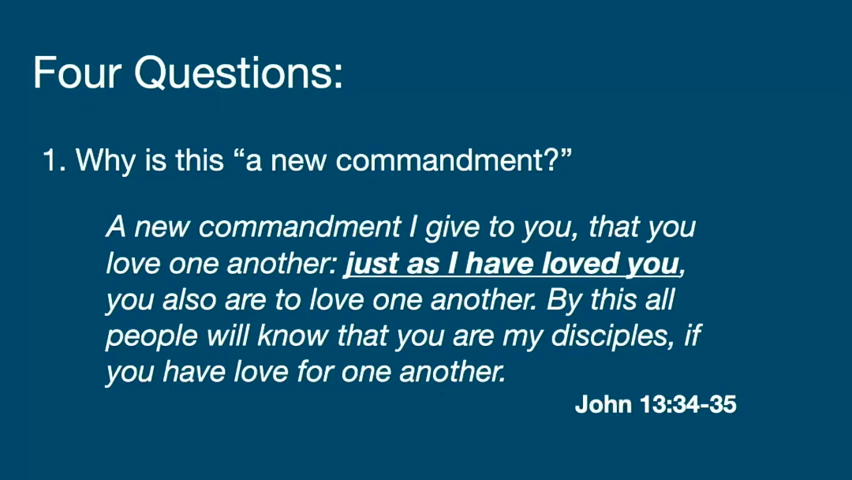 Four Questions:
1. Why is this “a new commandment?”
A new commandment I give to you, that you
love one another: just as I have loved you,
you also are to love one another. By this all
people will know that you are my disciples, if
you have love for one another.
John 13:34-35